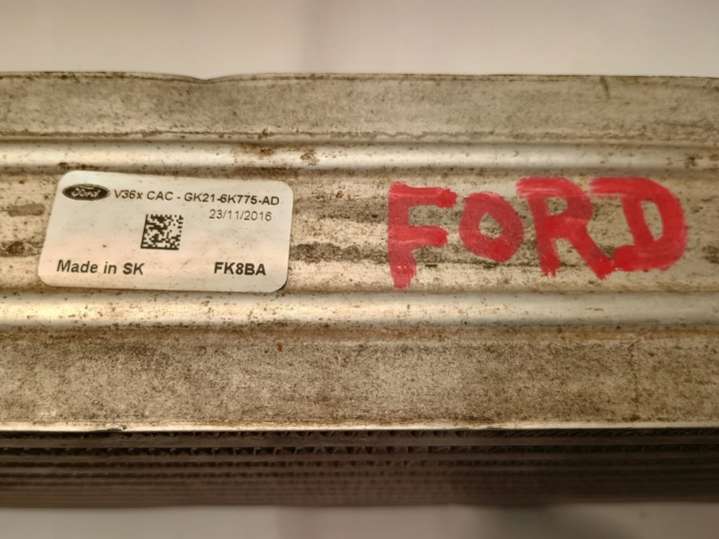 Ford V36x CAC - GK21-6K775-AD
23/11/2016
Made in SK FK8BA
FORD